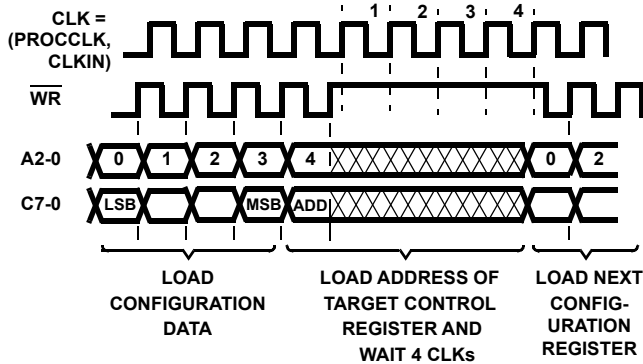 CLK =
(PROCCLK,
CLKIN)
1 2 3 4
WR
A2-0 0 1 2 3 4 0 2
C7-0 LSB MSB ADD
LOAD
CONFIGURATION
DATA
LOAD ADDRESS OF
TARGET CONTROL
REGISTER AND
WAIT 4 CLKs
LOAD NEXT
CONFIG-
URATION
REGISTER